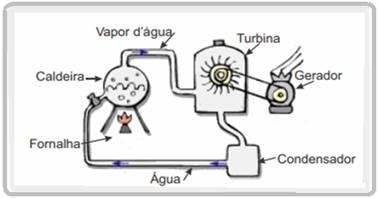 Vapor d'água
Turbina
Caldeira
Gerador
Fornalha
Condensador
Água